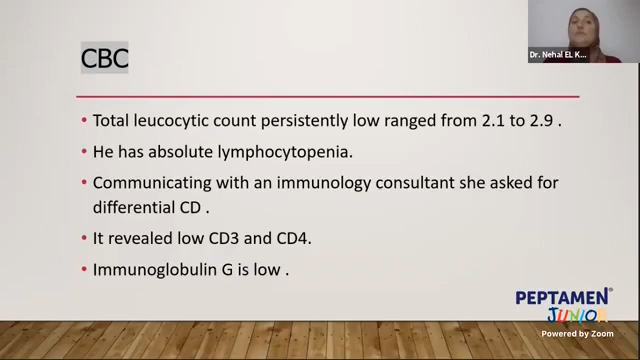 Dr. Nehal EL K...
CBC
• Total leucocytic count persistently low ranged from 2.1 to 2.9 .
• He has absolute lymphocytopenia.
• Communicating with an immunology consultant she asked for
differential CD .
• It revealed low CD3 and CD4.
• Immunoglobulin G is low .
PEPTAMEN®
JUNIOR
Powered by Zoom